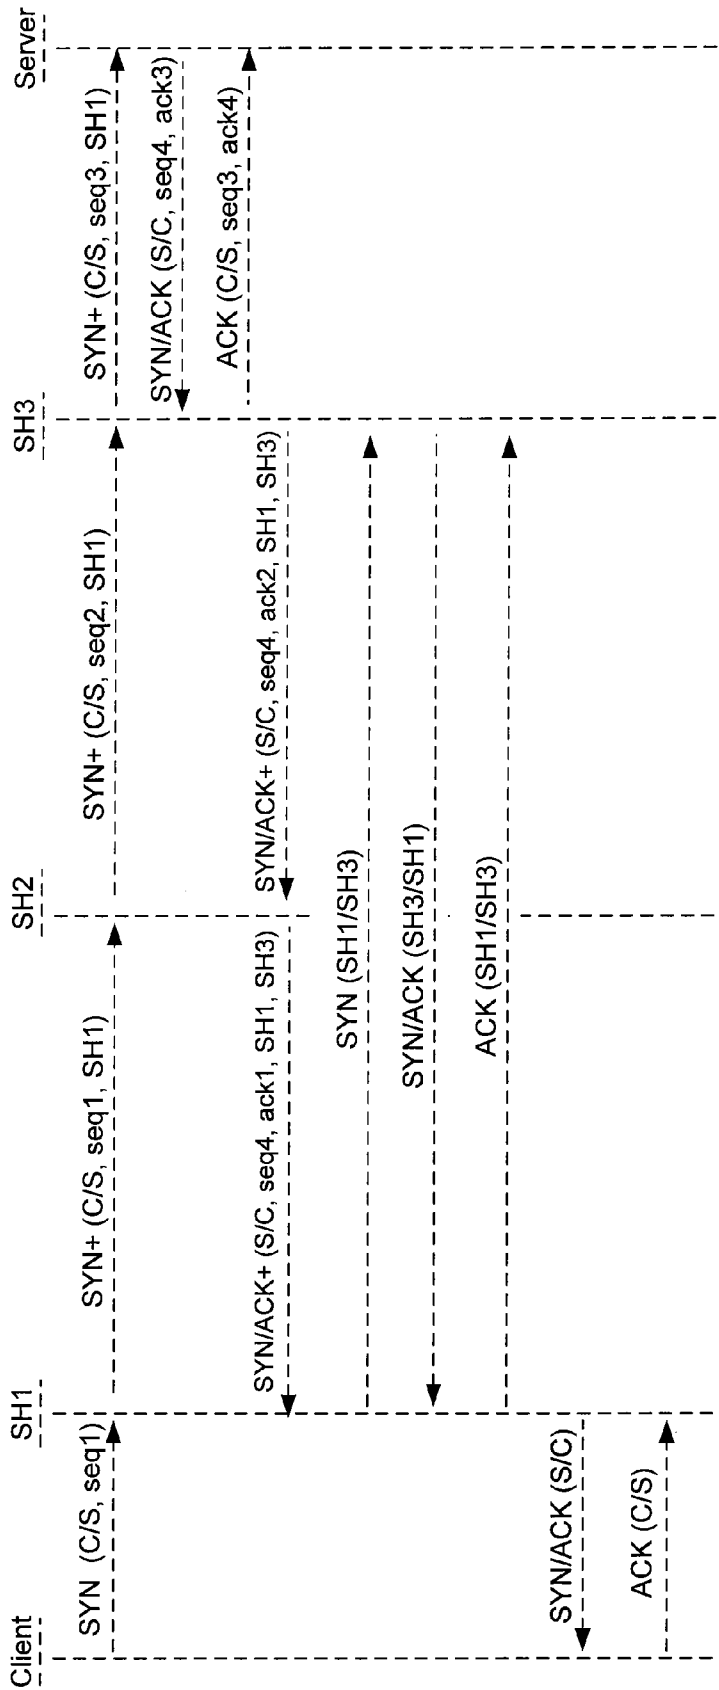 Client
SH1
SH2
SH3
Server
SYN (C/S, seq1)
SYN+ (C/S, seq1, SH1)
SYN+ (C/S, seq2, SH1)
SYN+ (C/S, seq3, SH1)
SYN/ACK (S/C, seq4, ack3)
ACK (C/S, seq3, ack4)
SYN/ACK+ (S/C, seq4, ack1, SH1, SH3)
SYN/ACK+ (S/C, seq4, ack2, SH1, SH3)
SYN (SH1/SH3)
SYN/ACK (SH3/SH1)
ACK (SH1/SH3)
SYN/ACK (S/C)
ACK (C/S)